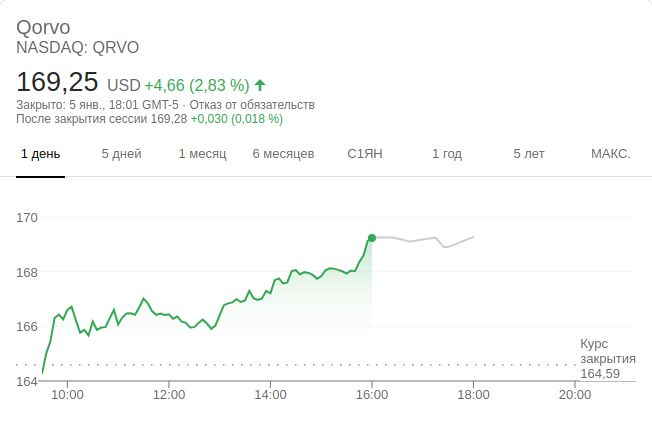 Qorvo
NASDAQ: QRVO
169,25 USD +4,66 (2,83 %)
Закрыто: 5 янв., 18:01 GMT-5 · Отказ от обязательств
После закрытия сессии 169,28 +0,030 (0,018 %)
1 день 5 дней 1 месяц 6 месяцев С1ЯН 1 год 5 лет МАКС.
170
168
166
Курс
закрытия
164,59
164
10:00 12:00 14:00 16:00 18:00 20:00